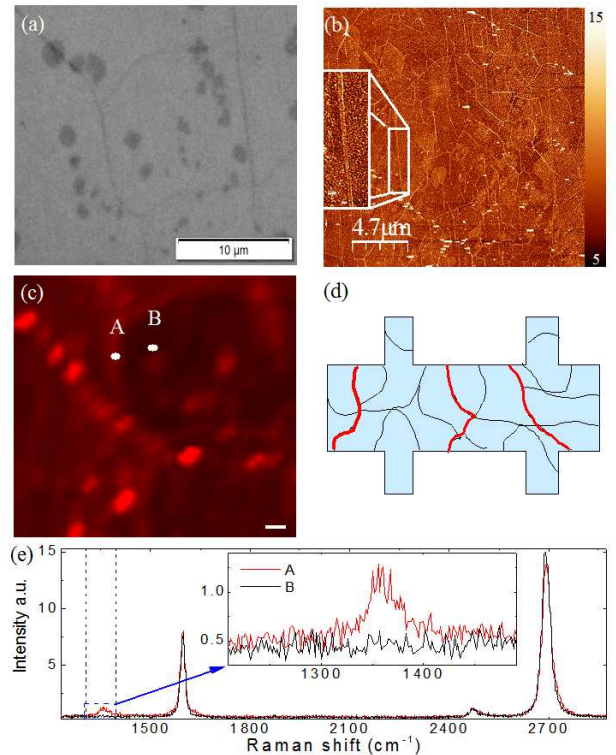 (a)
10 μm
(b)
15
4.7μm
5
(c)
A
B
(d)
(e)
15
10
5
Intensity a.u.
A
B
1.0
0.5
1300
1400
1500
1800
2100
2400
2700
Raman shift (cm⁻¹)